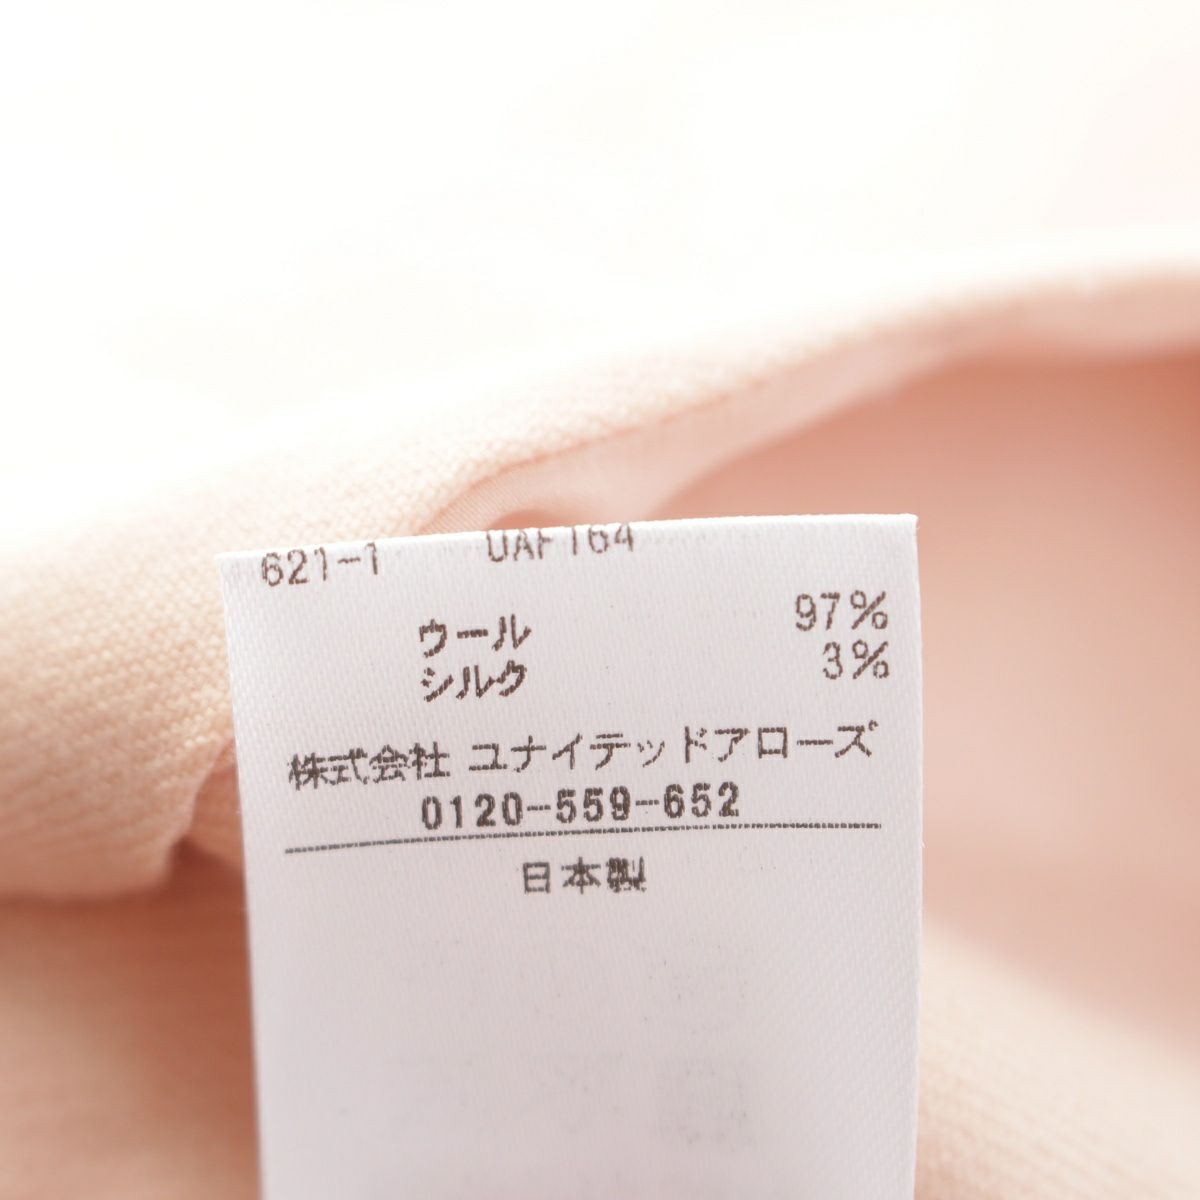 621-1 UAF164
ウール 97%
シルク 3%
株式会社 ユナイテッドアローズ
0120-559-652
日本製